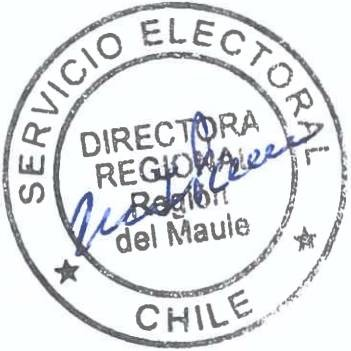 SERVICIO ELECTORAL
DIRECTORA
REGIONAL
Región
del Maule
CHILE